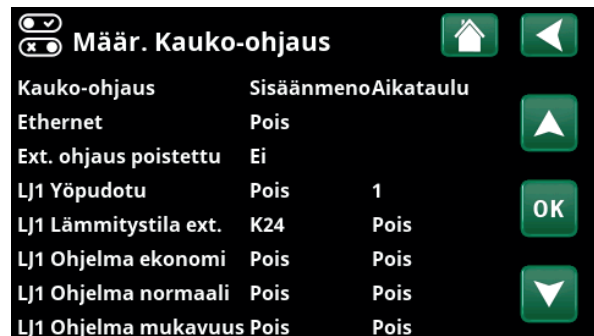 Määr. Kauko-ohjaus
Kauko-ohjaus SisäänmenoAikataulu
Ethernet Pois
Ext. ohjaus poistettu Ei
LJ1 Yöpudotu Pois 1
LJ1 Lämmitystila ext. K24 Pois
LJ1 Ohjelma ekonomi Pois Pois
LJ1 Ohjelma normaali Pois Pois
LJ1 Ohjelma mukavuus Pois Pois
OK